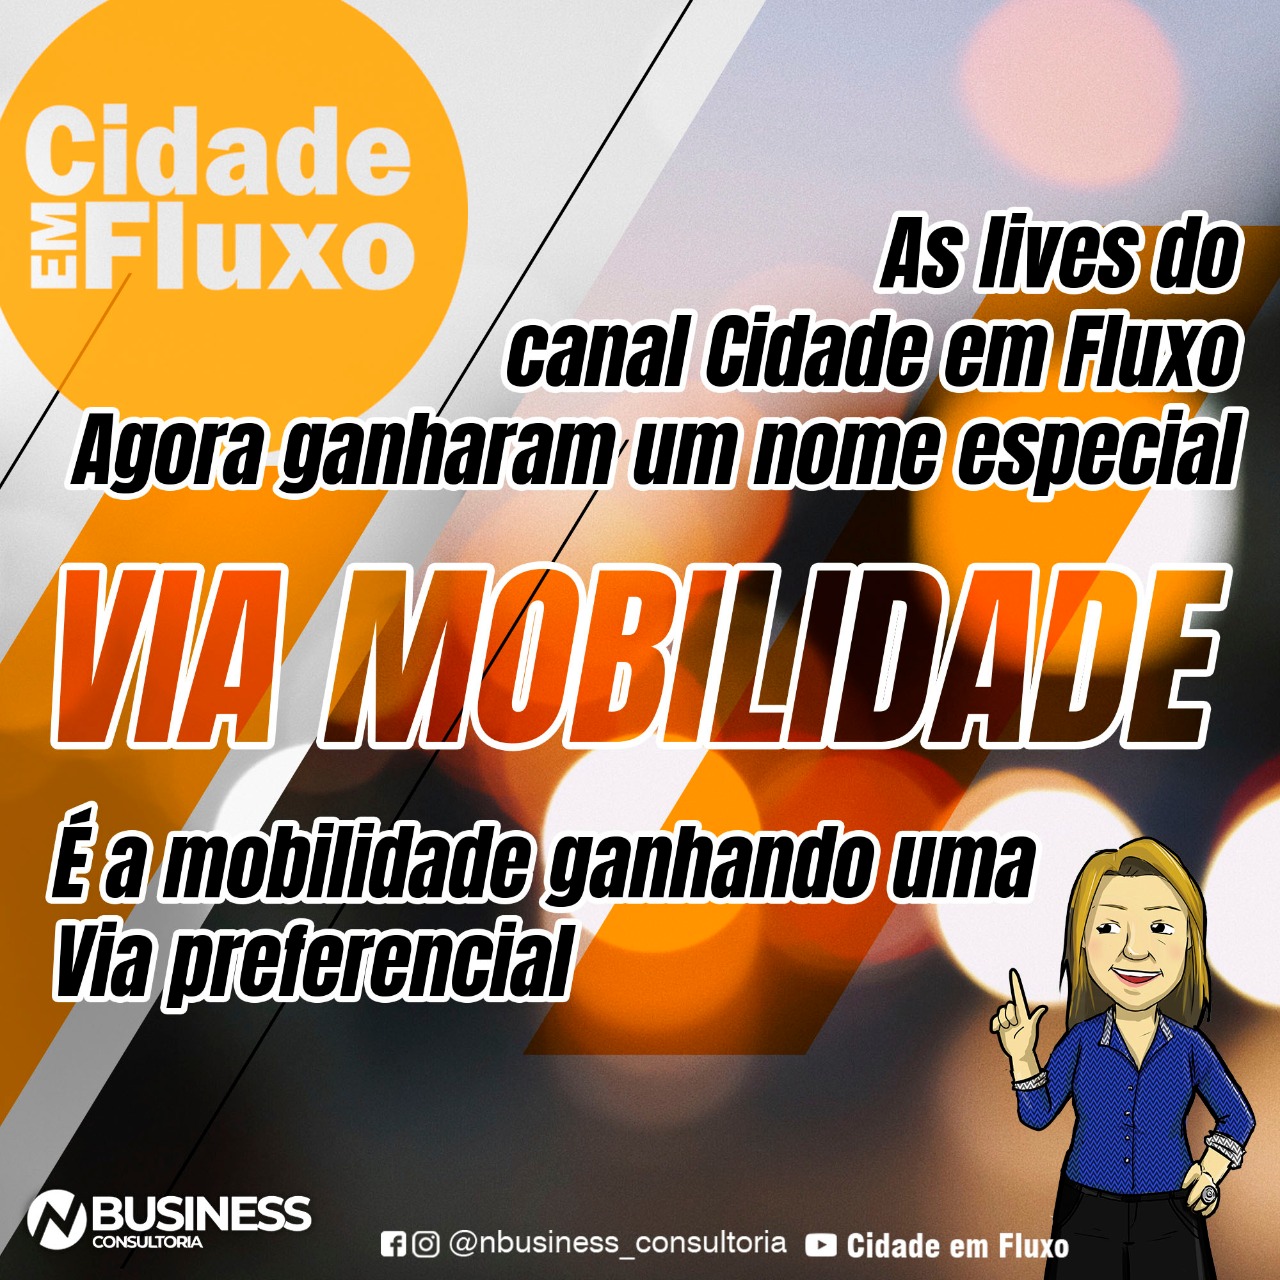 Cidade
EM Fluxo
As lives do
canal Cidade em Fluxo
Agora ganharam um nome especial
VIA MOBILIDADE
É a mobilidade ganhando uma
Via preferencial
N BUSINESS
CONSULTORIA
@nbusiness_consultoria Cidade em Fluxo